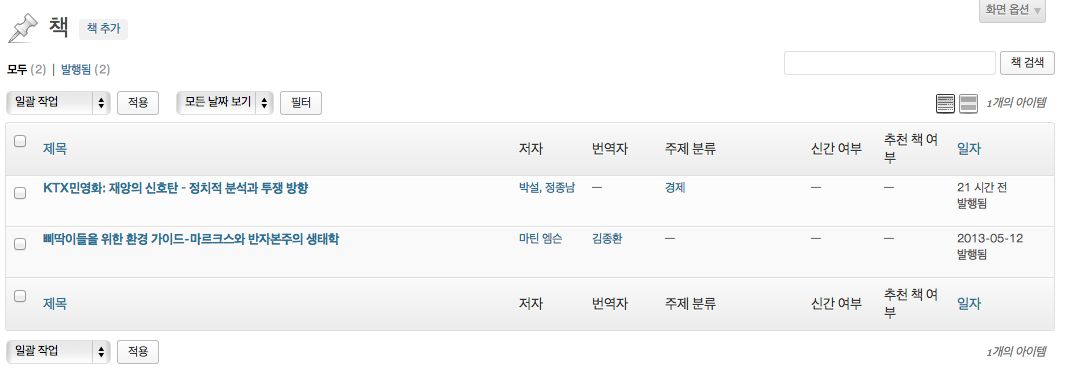 화면 옵션
책 책 추가
모두 (2) | 발행됨 (2)
책 검색
일괄 작업 적용 모든 날짜 보기 필터 1개의 아이템
제목 저자 번역자 주제 분류 신간 여부 추천 책 여부 일자
KTX민영화: 재앙의 신호탄 - 정치적 분석과 투쟁 방향 박설, 정종남 — 경제 — — 21 시간 전
발행됨
삐딱이들을 위한 환경 가이드-마르크스와 반자본주의 생태학 마틴 엠슨 김종환 — — — 2013-05-12
발행됨
제목 저자 번역자 주제 분류 신간 여부 추천 책 여부 일자
일괄 작업 적용 1개의 아이템